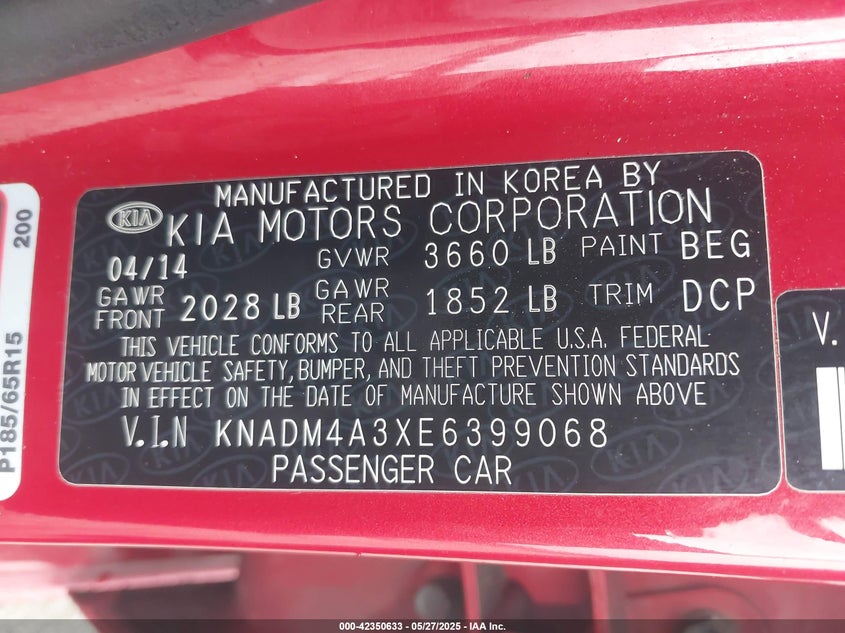 MANUFACTURED IN KOREA BY
KIA KIA MOTORS CORPORATION
04/14 GVWR 3660 LB PAINT BEG
GAWR FRONT 2028 LB GAWR REAR 1852 LB TRIM DCP
THIS VEHICLE CONFORMS TO ALL APPLICABLE U.S.A. FEDERAL
MOTOR VEHICLE SAFETY, BUMPER, AND THEFT PREVENTION STANDARDS
IN EFFECT ON THE DATE OF MANUFACTURE SHOWN ABOVE
V.I.N KNADM4A3XE6399068
PASSENGER CAR
P185/65R15 200
V.
000-42350633 - 05/27/2025 - IAAI.COM